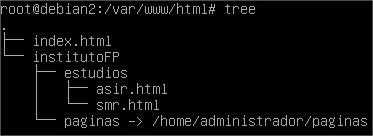 root@debian2:/var/www/html# tree
.
├── index.html
└── institutoFP
    ├── estudios
    │   ├── asir.html
    │   └── smr.html
    └── paginas -> /home/administrador/paginas